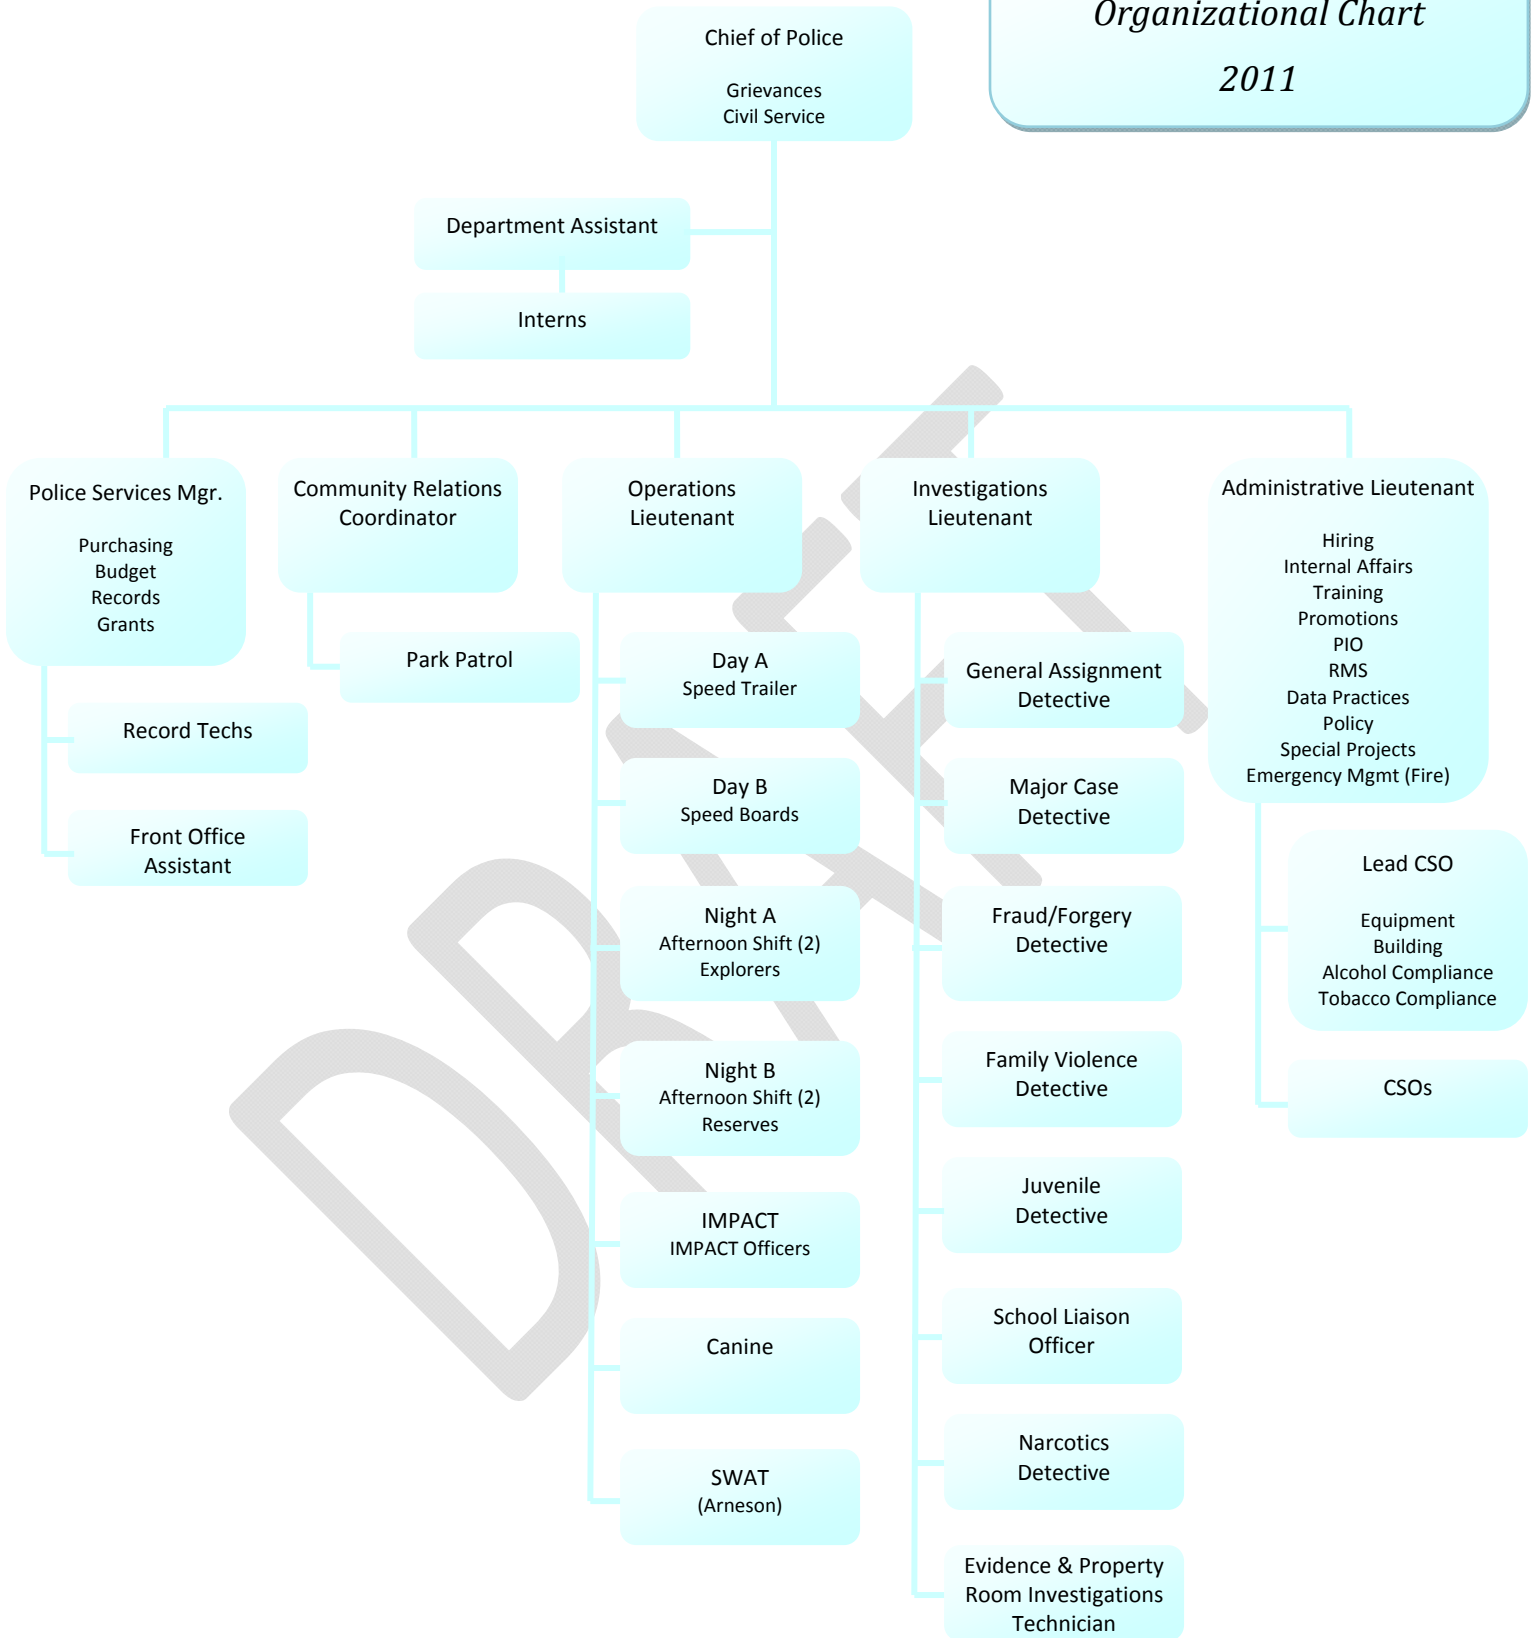 Organizational Chart
2011
Chief of Police
Grievances
Civil Service
Department Assistant
Interns
Police Services Mgr.
Purchasing
Budget
Records
Grants
Record Techs
Front Office
Assistant
Community Relations
Coordinator
Park Patrol
Operations
Lieutenant
Day A
Speed Trailer
Day B
Speed Boards
Night A
Afternoon Shift (2)
Explorers
Night B
Afternoon Shift (2)
Reserves
IMPACT
IMPACT Officers
Canine
SWAT
(Arneson)
Investigations
Lieutenant
General Assignment
Detective
Major Case
Detective
Fraud/Forgery
Detective
Family Violence
Detective
Juvenile
Detective
School Liaison
Officer
Narcotics
Detective
Evidence & Property
Room Investigations
Technician
Administrative Lieutenant
Hiring
Internal Affairs
Training
Promotions
PIO
RMS
Data Practices
Policy
Special Projects
Emergency Mgmt (Fire)
Lead CSO
Equipment
Building
Alcohol Compliance
Tobacco Compliance
CSOs
DRAFT